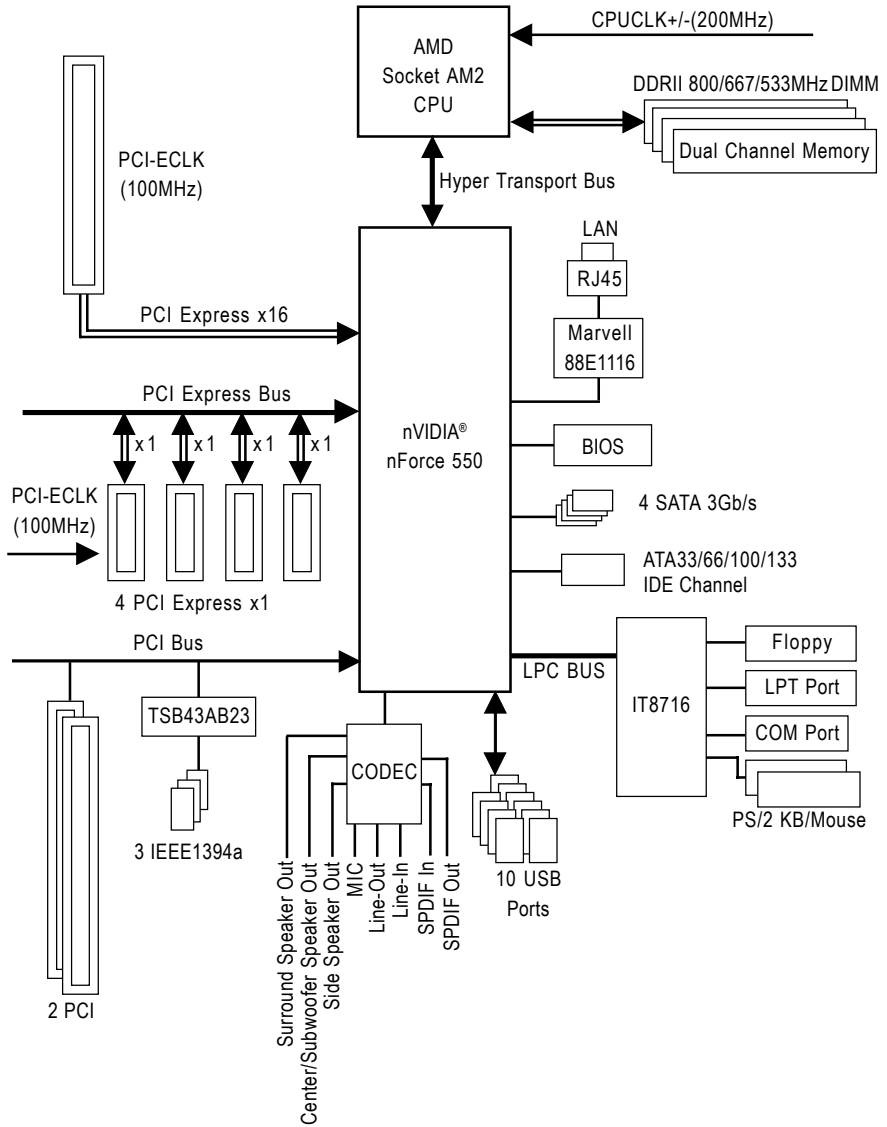 CPUCLK+/-(200MHz)
AMD
Socket AM2
CPU
DDRII 800/667/533MHz DIMM
Dual Channel Memory
PCI-ECLK
(100MHz)
Hyper Transport Bus
LAN
RJ45
PCI Express x16
Marvell
88E1116
PCI Express Bus
nVIDIA®
nForce 550
x1
x1
x1
x1
BIOS
PCI-ECLK
(100MHz)
4 SATA 3Gb/s
ATA33/66/100/133
IDE Channel
4 PCI Express x1
PCI Bus
LPC BUS
IT8716
Floppy
LPT Port
COM Port
PS/2 KB/Mouse
TSB43AB23
CODEC
3 IEEE1394a
Surround Speaker Out
Center/Subwoofer Speaker Out
Side Speaker Out
MIC
Line-Out
Line-In
SPDIF In
SPDIF Out
10 USB
Ports
2 PCI